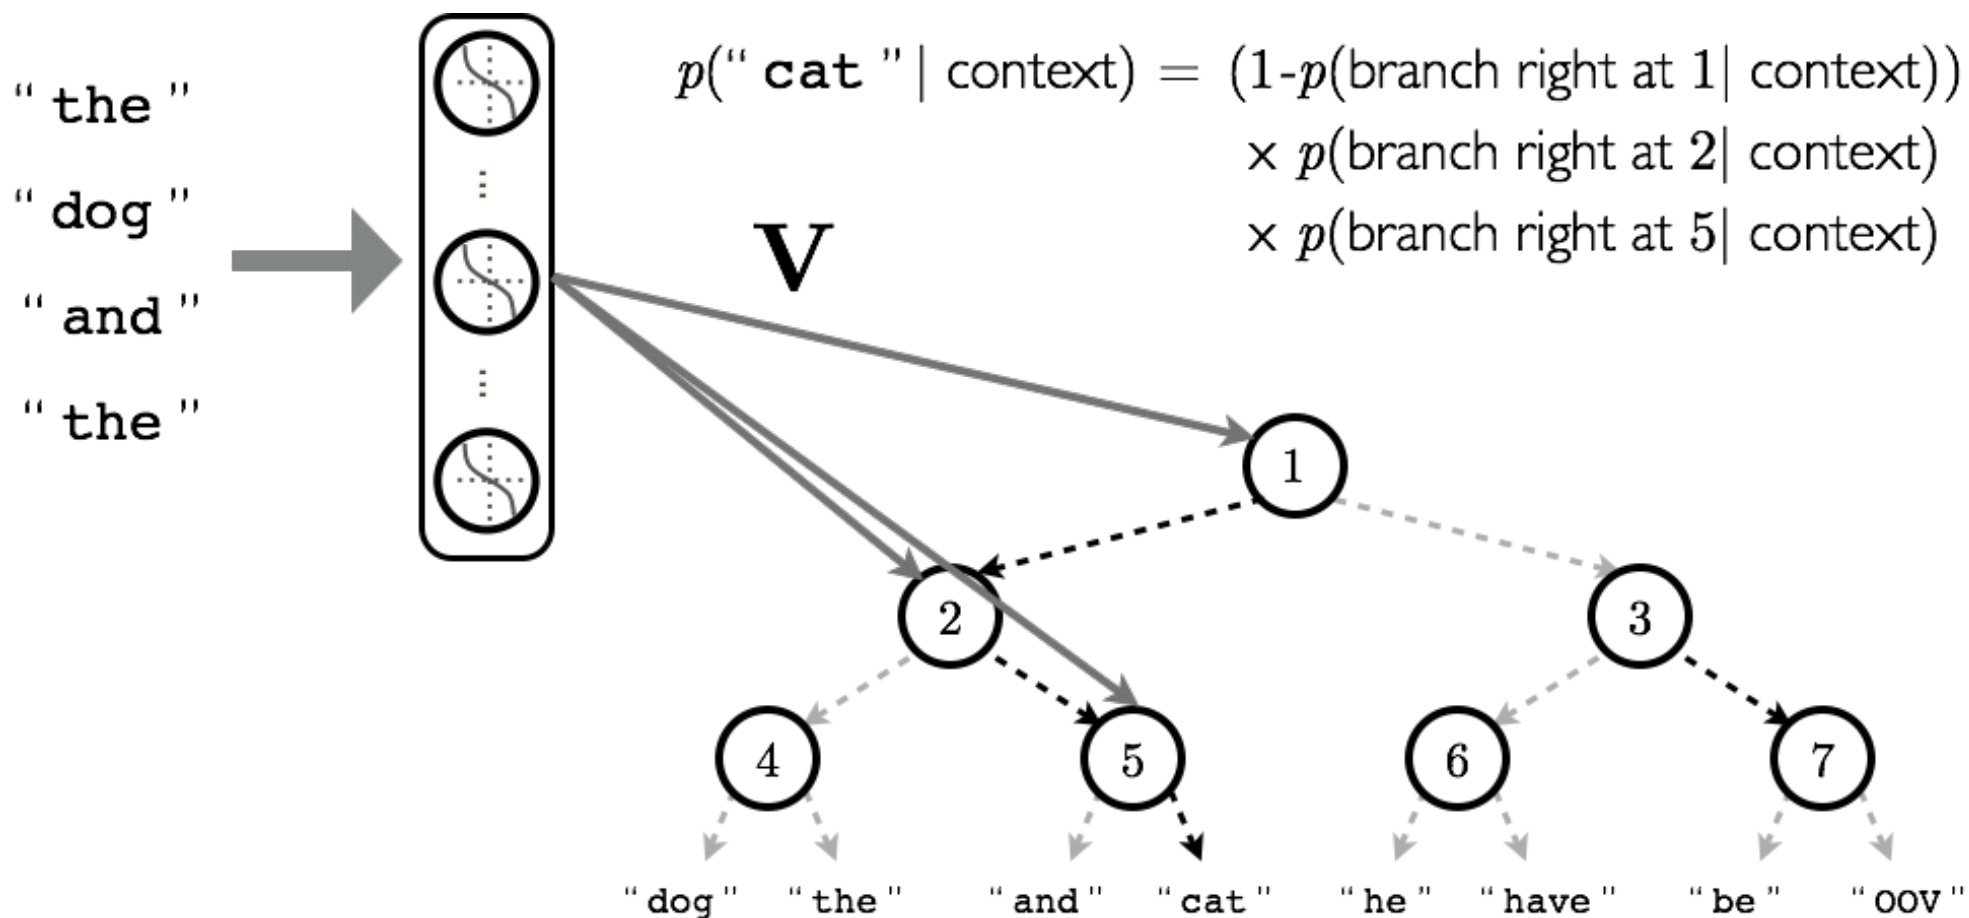 “ the ”
“ dog ”
“ and ”
“ the ”
p(“ cat ” | context) = (1-p(branch right at 1| context))
× p(branch right at 2| context)
× p(branch right at 5| context)
V
1
2 3
4 5 6 7
“ dog ” “ the ” “ and ” “ cat ” “ he ” “ have ” “ be ” “ OOV ”